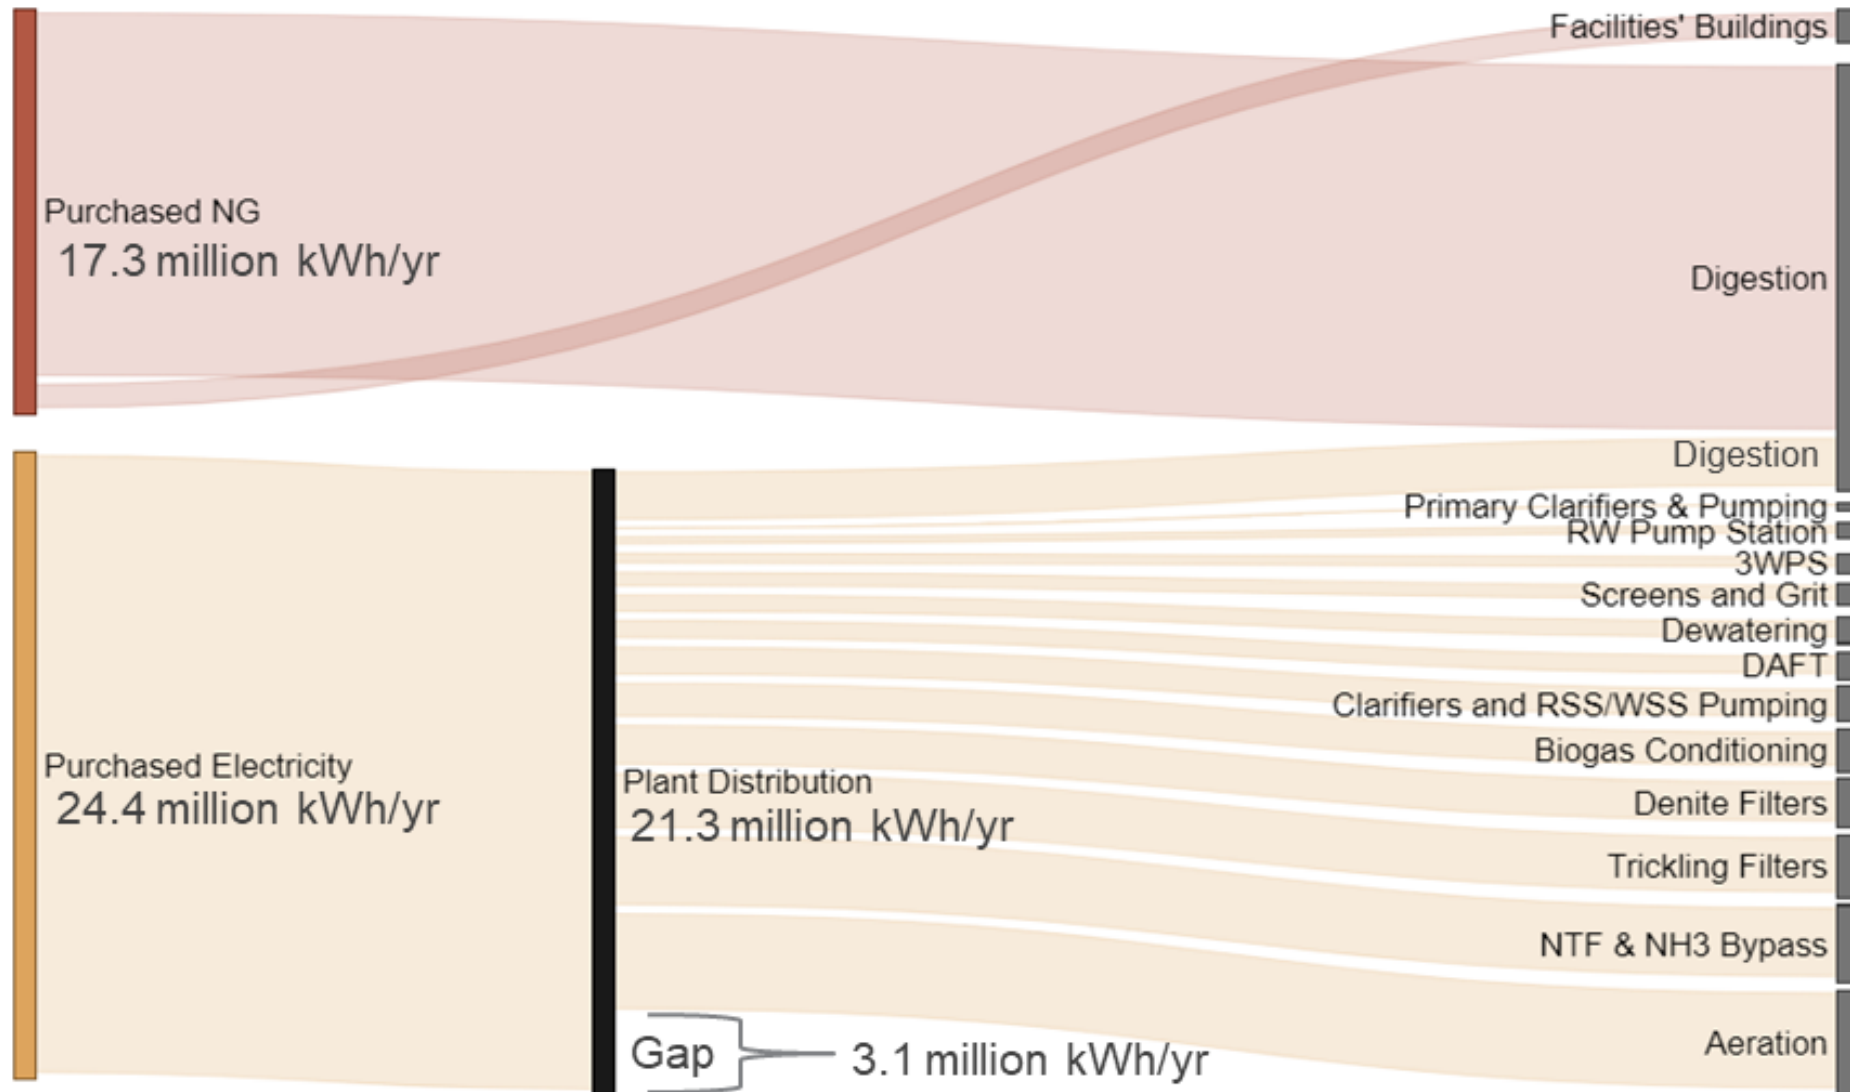 Facilities' Buildings
Purchased NG
17.3 million kWh/yr
Digestion
Digestion
Primary Clarifiers & Pumping
RW Pump Station
3WPS
Screens and Grit
Dewatering
DAFT
Clarifiers and RSS/WSS Pumping
Biogas Conditioning
Purchased Electricity
24.4 million kWh/yr
Plant Distribution
21.3 million kWh/yr
Denite Filters
Trickling Filters
NTF & NH3 Bypass
Aeration
Gap
3.1 million kWh/yr